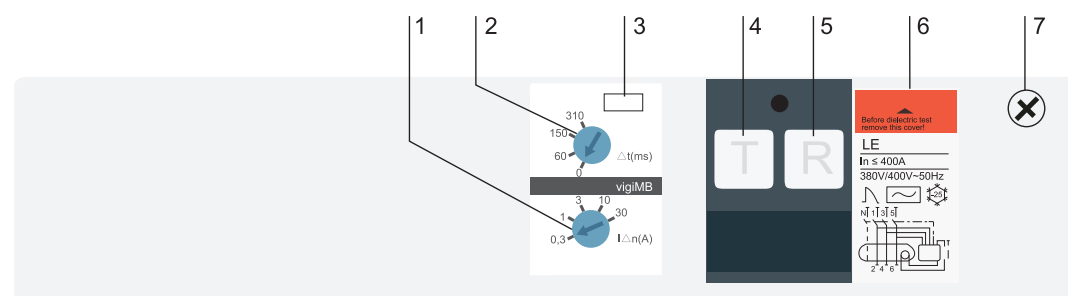 1 2 3 4 5 6 7
310
150
60
0
△t(ms)
vigiMB
3 10
1 30
0,3
I△n(A)
T R
Before dielectric test
remove this cover!
LE
In ≤ 400A
380V/400V~50Hz
-25
N 1 3 5
T
2 4 6